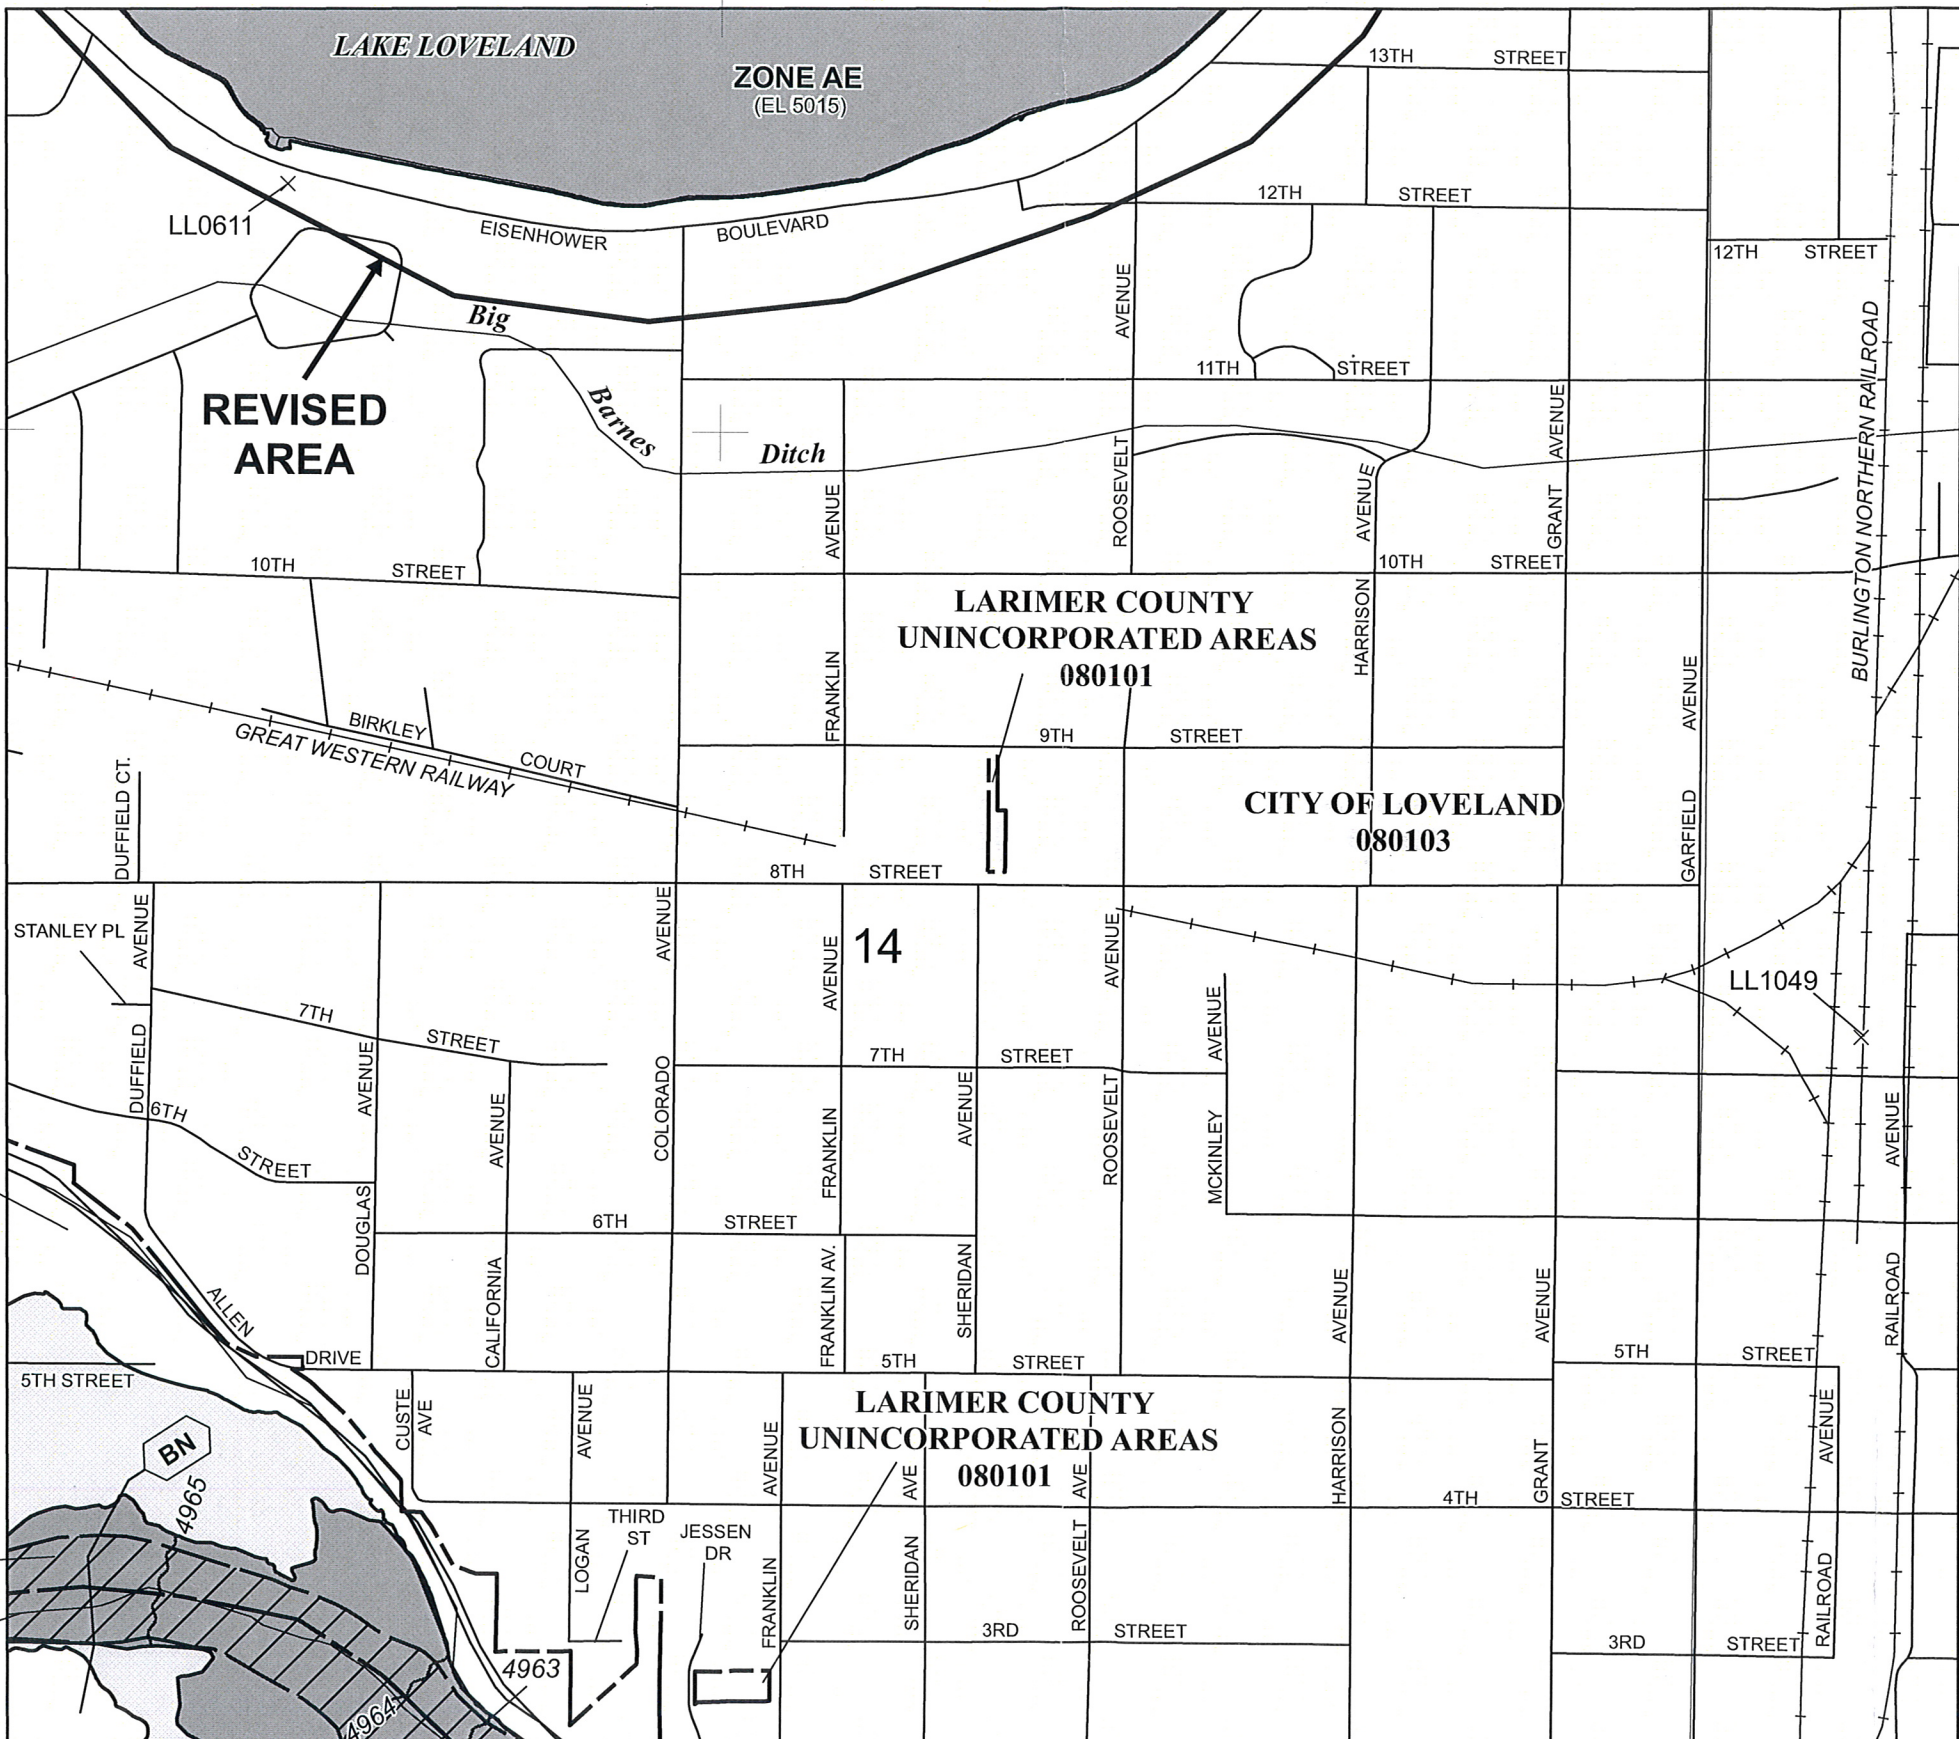 LAKE LOVELAND
ZONE AE
(EL 5015)
13TH STREET
LL0611
EISENHOWER BOULEVARD
12TH STREET
12TH STREET
REVISED
AREA
Big Barnes Ditch
AVENUE
11TH STREET
BURLINGTON NORTHERN RAILROAD
AVENUE
ROOSEVELT
AVENUE
AVENUE
GRANT
10TH STREET
10TH STREET
LARIMER COUNTY
UNINCORPORATED AREAS
080101
HARRISON
FRANKLIN
AVENUE
BIRKLEY COURT
GREAT WESTERN RAILWAY
9TH STREET
DUFFIELD CT.
CITY OF LOVELAND
080103
GARFIELD
8TH STREET
STANLEY PL
AVENUE
AVENUE
AVENUE
14
AVENUE
LL1049
7TH STREET
DUFFIELD
AVENUE
AVENUE
COLORADO
7TH STREET
AVENUE
FRANKLIN
ROOSEVELT
AVENUE
MCKINLEY
AVENUE
6TH STREET
DOUGLAS
6TH STREET
CALIFORNIA
FRANKLIN AV.
SHERIDAN
AVENUE
AVENUE
RAILROAD
ALLEN DRIVE
5TH STREET
5TH STREET
5TH STREET
CUSTE AVE
AVENUE
LARIMER COUNTY
UNINCORPORATED AREAS
080101
AVENUE
AVE
AVE
HARRISON
GRANT
AVENUE
BN
4965
4TH STREET
THIRD
ST
JESSEN
DR
LOGAN
FRANKLIN
SHERIDAN
ROOSEVELT
RAILROAD
3RD STREET
3RD STREET
4963
4964